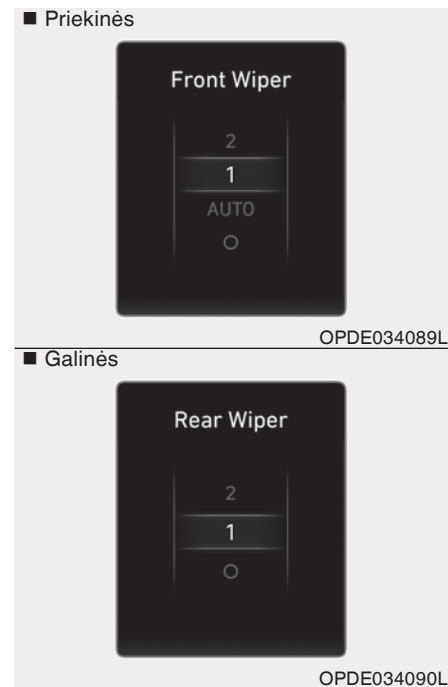 ■ Priekinės
Front Wiper
2
1
AUTO
O
OPDE034089L
■ Galinės
Rear Wiper
2
1
O
OPDE034090L